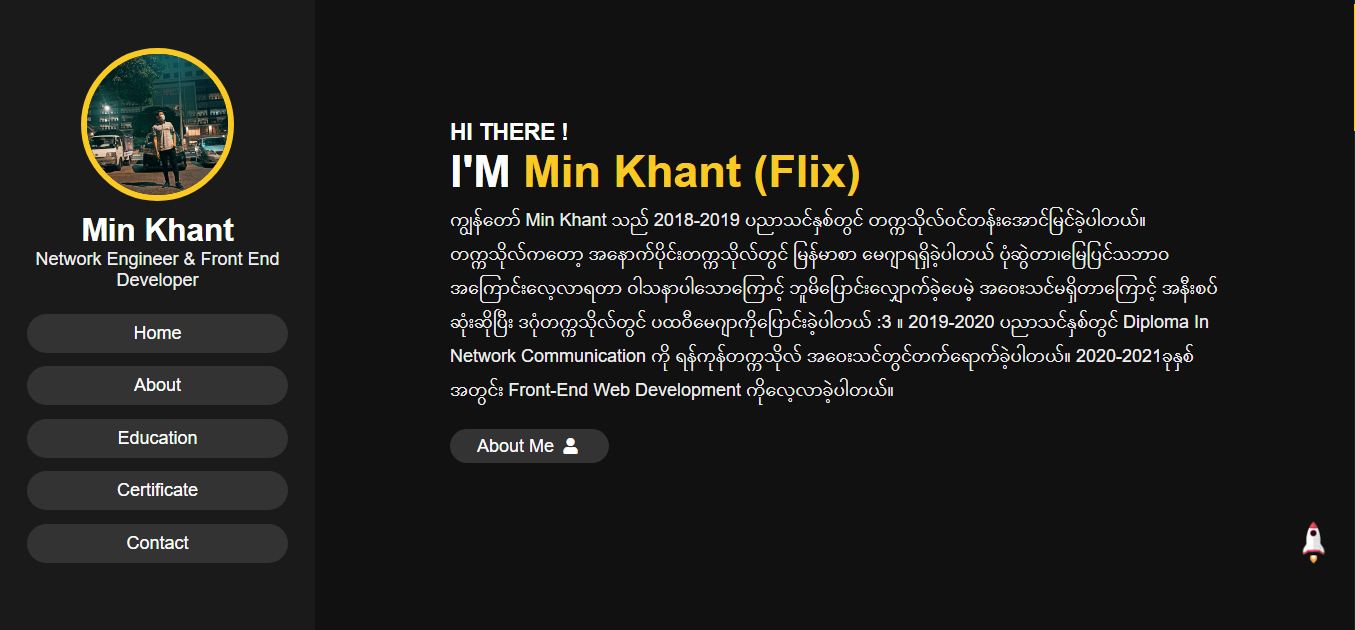 Min Khant
Network Engineer & Front End
Developer
Home
About
Education
Certificate
Contact
HI THERE !
I'M Min Khant (Flix)
ကျွန်တော် Min Khant သည် 2018-2019 ပညာသင်နှစ်တွင် တက္ကသိုလ်ဝင်တန်းအောင်မြင်ခဲ့ပါတယ်။
တက္ကသိုလ်ကတော့ အနောက်ပိုင်းတက္ကသိုလ်တွင် မြန်မာစာ မေဂျာရရှိခဲ့ပါတယ် ပုံဆွဲတာ၊မြေပြင်သဘာဝ
အကြောင်းလေ့လာရတာ ဝါသနာပါသောကြောင့် ဘူမိပြောင်းလျှောက်ခဲ့ပေမဲ့ အဝေးသင်မရှိတာကြောင့် အနီးစပ်
ဆုံးဆိုပြီး ဒဂုံတက္ကသိုလ်တွင် ပထဝီမေဂျာကိုပြောင်းခဲ့ပါတယ် :3 ။ 2019-2020 ပညာသင်နှစ်တွင် Diploma In
Network Communication ကို ရန်ကုန်တက္ကသိုလ် အဝေးသင်တွင်တက်ရောက်ခဲ့ပါတယ်။ 2020-2021ခုနှစ်
အတွင်း Front-End Web Development ကိုလေ့လာခဲ့ပါတယ်။
About Me